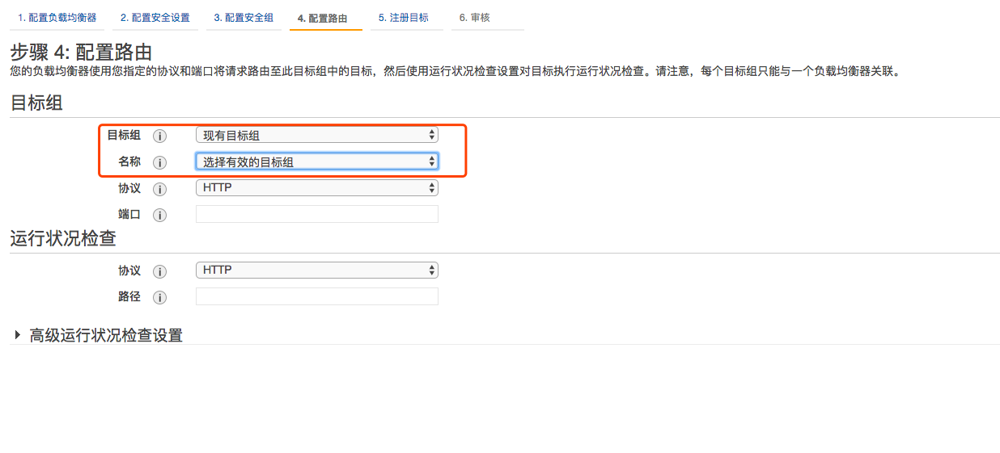 1. 配置负载均衡器 2. 配置安全设置 3. 配置安全组 4. 配置路由 5. 注册目标 6. 审核
步骤 4: 配置路由
您的负载均衡器使用您指定的协议和端口将请求路由至此目标组中的目标，然后使用运行状况检查设置对目标执行运行状况检查。请注意，每个目标组只能与一个负载均衡器关联。
目标组
目标组 i 现有目标组
名称 i 选择有效的目标组
协议 i HTTP
端口 i
运行状况检查
协议 i HTTP
路径 i
高级运行状况检查设置